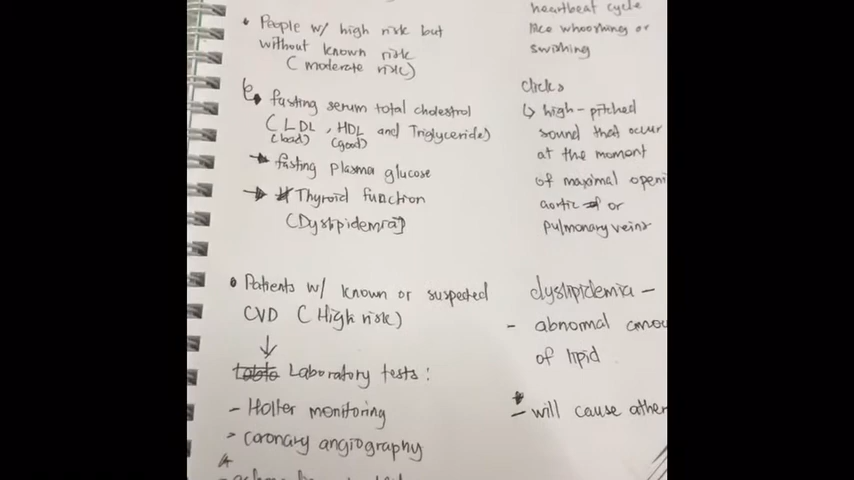 • People w/ high risk but
without known risk
( moderate risk)
fasting serum total cholestrol
( LDL , HDL and Triglyceride)
(bad) (good)
fasting plasma glucose
Thyroid function
(Dyslipidemia)
• Patients w/ known or suspected
CVD ( High risk)
↓
Laboratory tests :
- Holter monitoring
- coronary angiography
heartbeat cycle
like whooshing or
swishing
clicks
↳ high-pitched
sound that occur
at the moment
of maximal openi
aortic or
pulmonary veins
dyslipidemia -
- abnormal amou
of lipid
- will cause ather